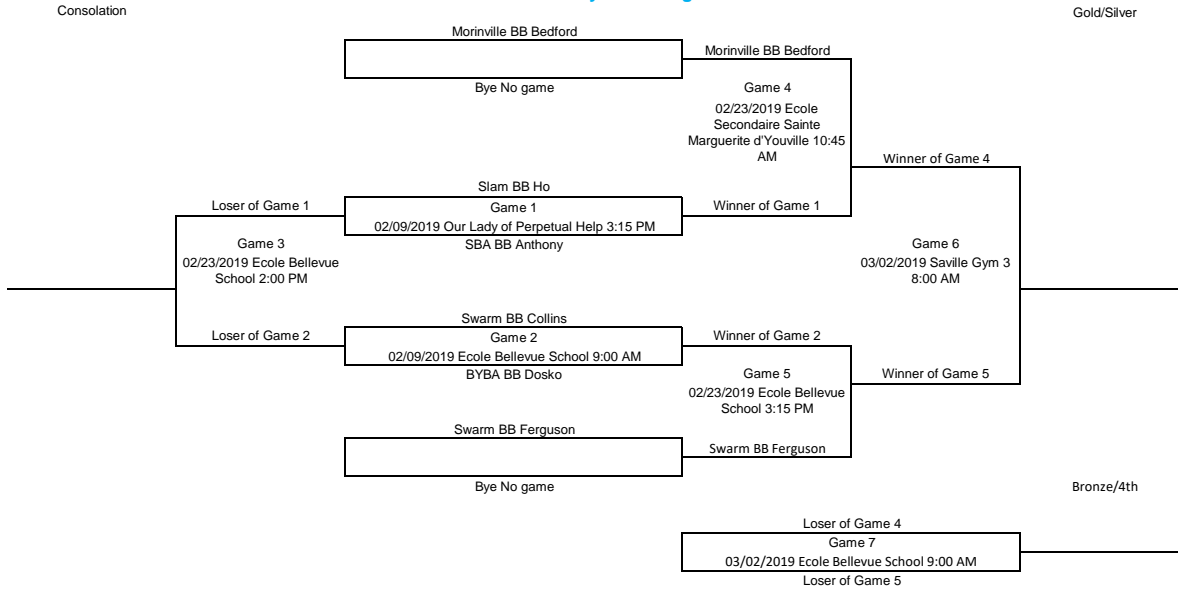 Consolation
Gold/Silver
Morinville BB Bedford
Morinville BB Bedford
Bye No game
Game 4
02/23/2019 Ecole
Secondaire Sainte
Marguerite d'Youville 10:45
AM
Winner of Game 4
Slam BB Ho
Loser of Game 1
Game 1
Winner of Game 1
02/09/2019 Our Lady of Perpetual Help 3:15 PM
SBA BB Anthony
Game 3
02/23/2019 Ecole Bellevue
School 2:00 PM
Game 6
03/02/2019 Saville Gym 3
8:00 AM
Swarm BB Collins
Loser of Game 2
Game 2
Winner of Game 2
02/09/2019 Ecole Bellevue School 9:00 AM
BYBA BB Dosko
Game 5
02/23/2019 Ecole Bellevue
School 3:15 PM
Winner of Game 5
Swarm BB Ferguson
Swarm BB Ferguson
Bye No game
Bronze/4th
Loser of Game 4
Game 7
03/02/2019 Ecole Bellevue School 9:00 AM
Loser of Game 5